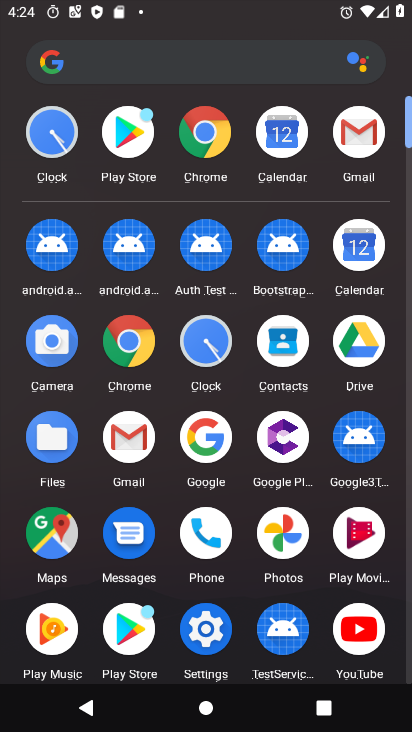 4:24
Clock Play Store Chrome Calendar Gmail
12
android.a... android.a... Auth Test ... Bootstrap... Calendar
12
Camera Chrome Clock Contacts Drive
Files Gmail Google Google Pl... Google3T...
Maps Messages Phone Photos Play Movi...
Play Music Play Store Settings TestServic... YouTube